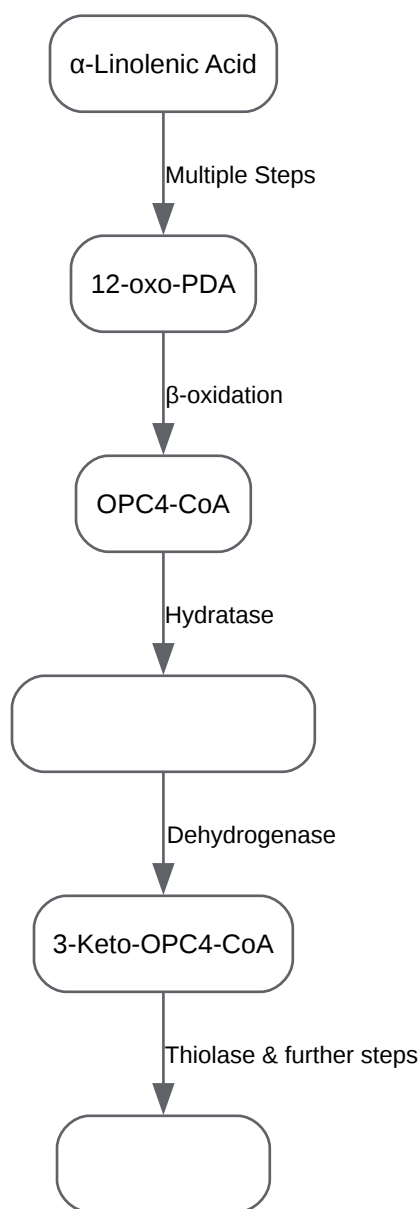 α-Linolenic Acid
Multiple Steps
12-oxo-PDA
β-oxidation
OPC4-CoA
Hydratase
Dehydrogenase
3-Keto-OPC4-CoA
Thiolase & further steps